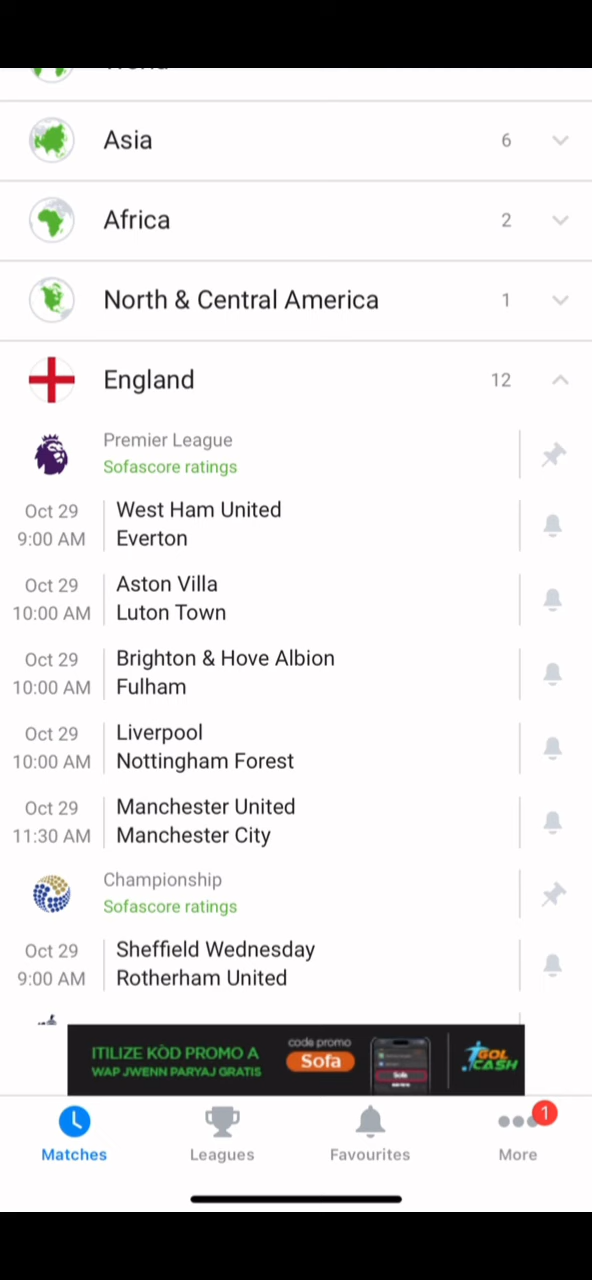 Asia
6
Africa
2
North & Central America
1
England
12
Premier League
Sofascore ratings
Oct 29
West Ham United
9:00 AM
Everton
Oct 29
Aston Villa
10:00 AM
Luton Town
Oct 29
Brighton & Hove Albion
10:00 AM
Fulham
Oct 29
Liverpool
10:00 AM
Nottingham Forest
Oct 29
Manchester United
11:30 AM
Manchester City
Championship
Sofascore ratings
Oct 29
Sheffield Wednesday
9:00 AM
Rotherham United
ITILIZE KÒD PROMO A
WAP JWENN PARYAJ GRATIS
code promo
Sofa
GOL
CASH
1
Matches
Leagues
Favourites
More